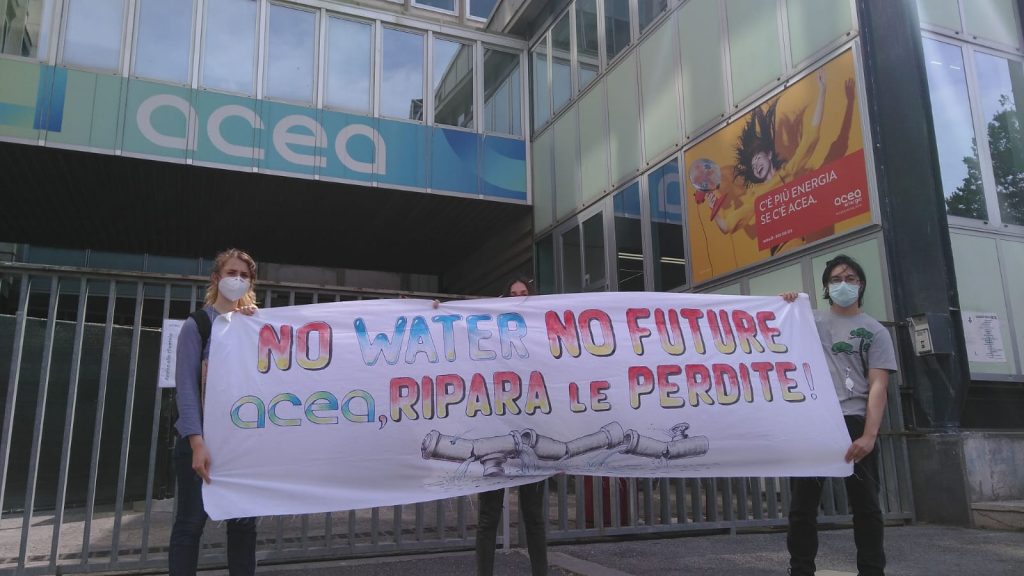 acea
C'È PIÙ ENERGIA
SE C'È ACEA.
acea
NO WATER NO FUTURE
acea, RIPARA LE PERDITE!